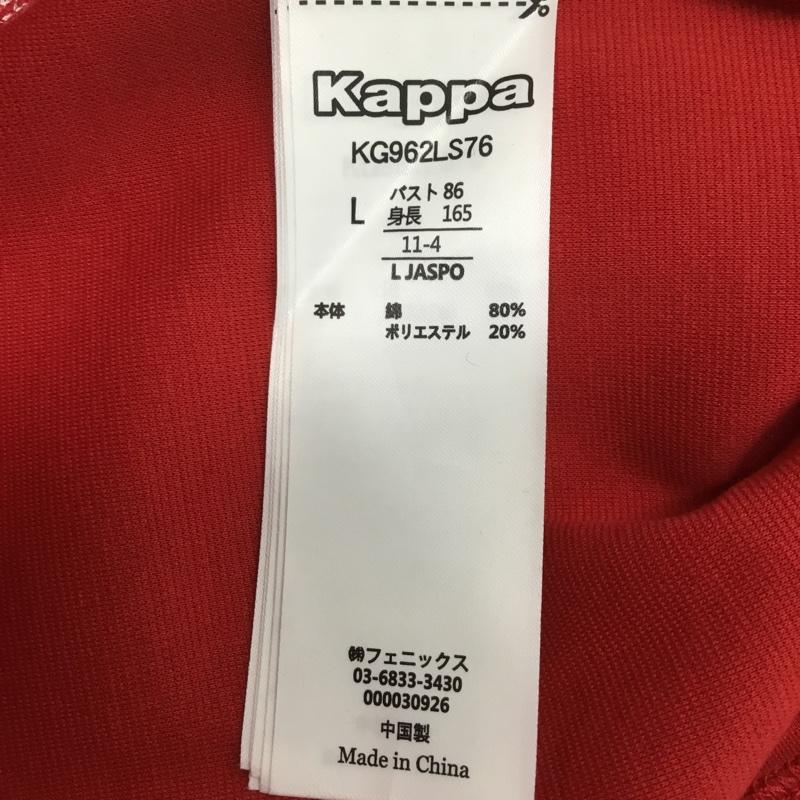 Kappa
KG962LS76
L
バスト 86
身長 165
11-4
L JASPO
本体 綿 80%
ポリエステル 20%
㈱フェニックス
03-6833-3430
000030926
中国製
Made in China